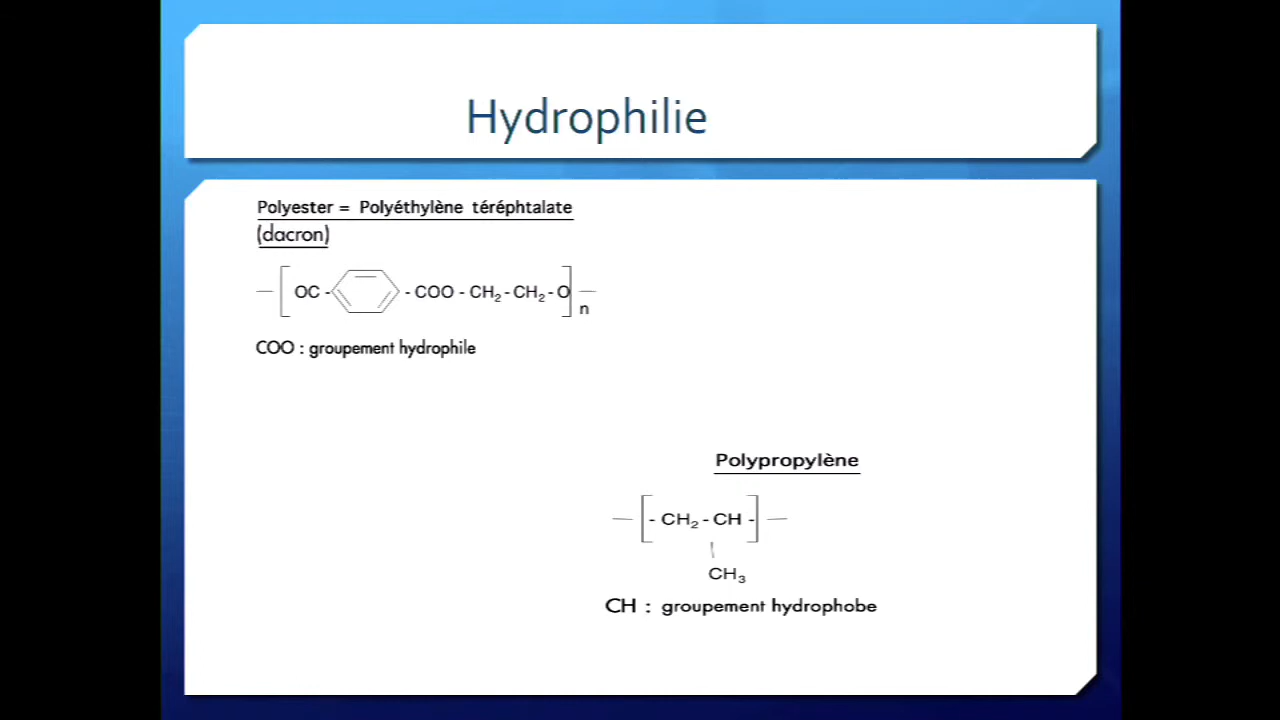 Hydrophilie
Polyester = Polyéthylène téréphtalate
(dacron)
OC - - COO - CH2 - CH2 - O
n
COO : groupement hydrophile
Polypropylène
- CH2 - CH -
CH3
CH : groupement hydrophobe